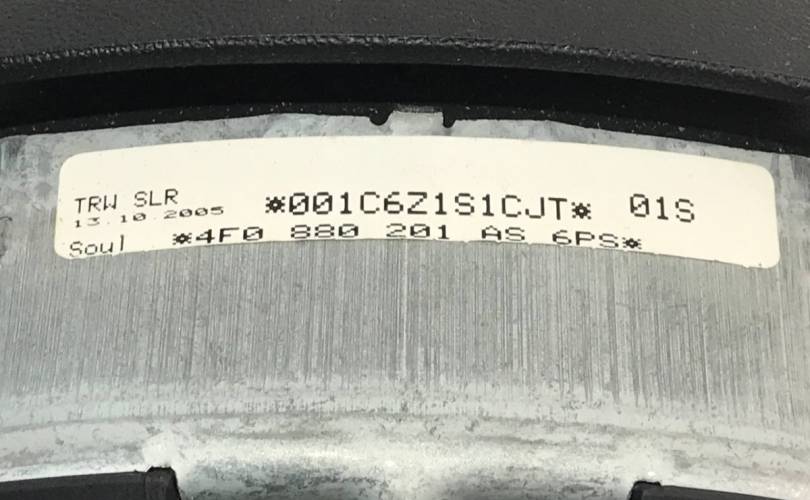 TRW SLR *001C6Z1S1CJT* 01S
13.10.2005
Soul *4F0 880 201 AS 6PS*